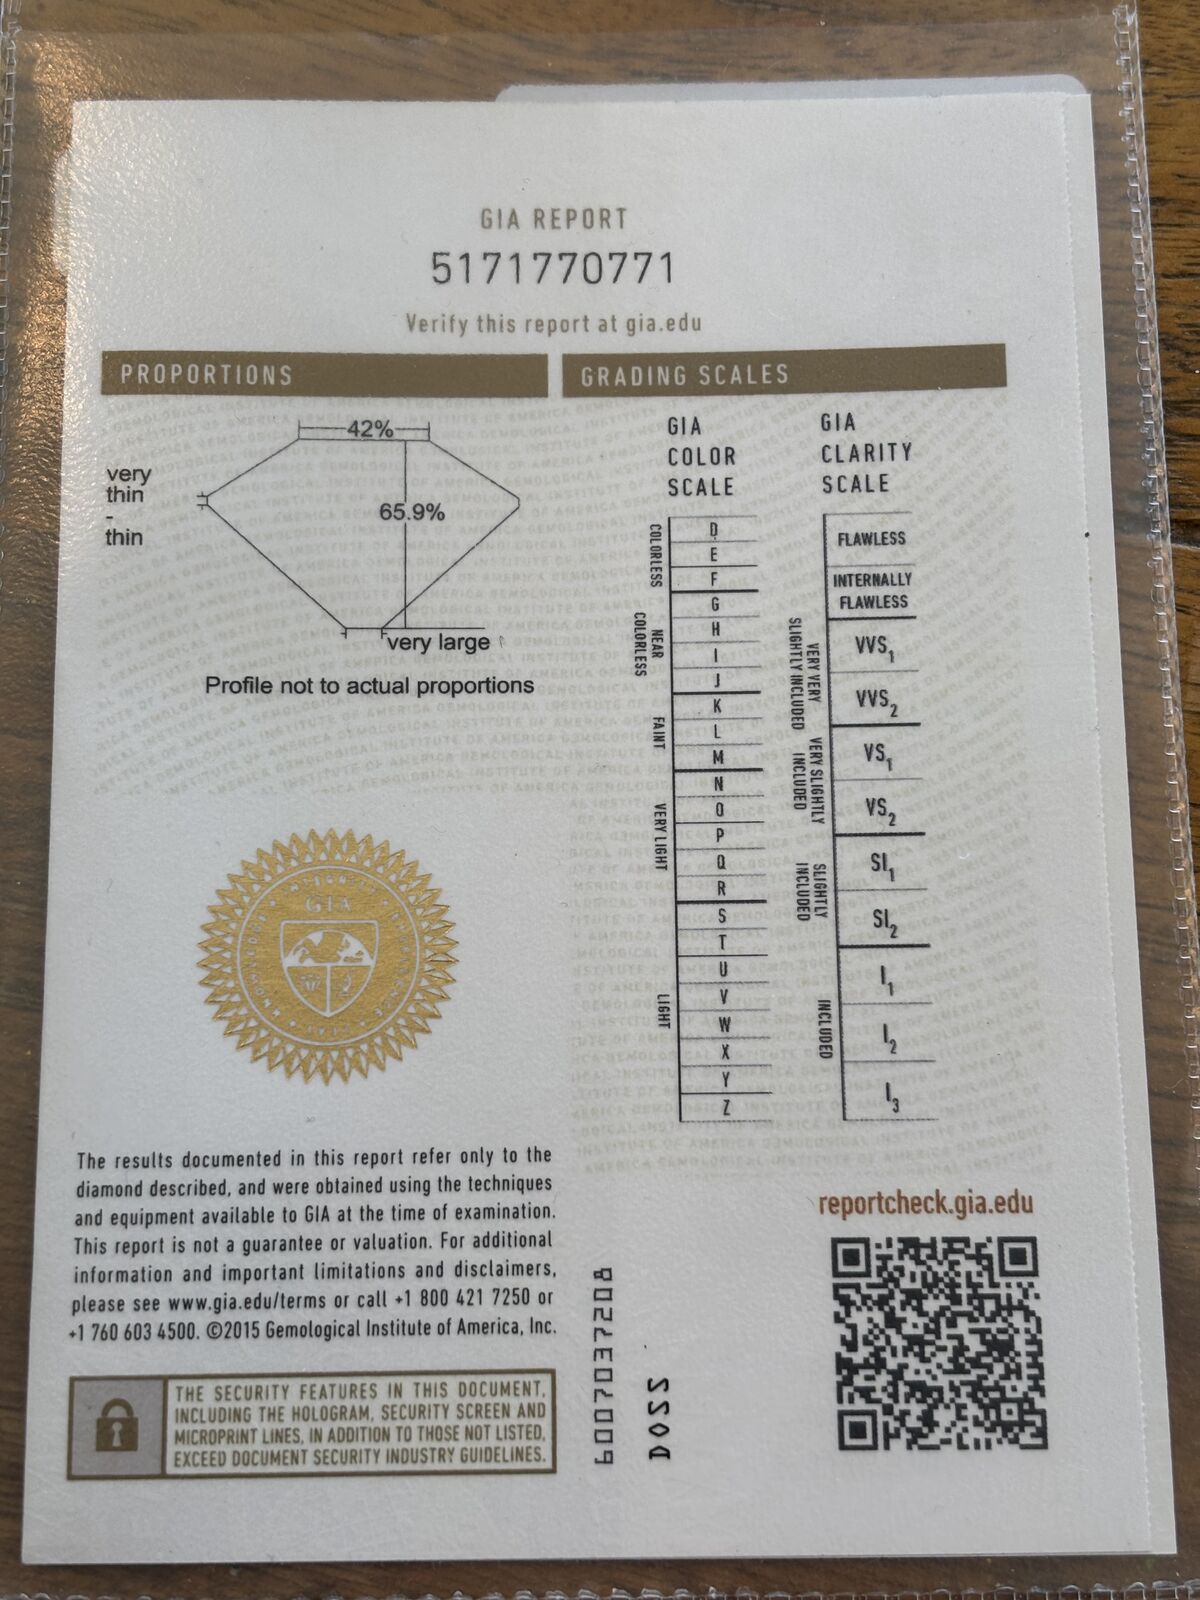 GIA REPORT
5171770771
Verify this report at gia.edu
PROPORTIONS
42%
very
thin
-
thin
65.9%
very large
Profile not to actual proportions
GIA
The results documented in this report refer only to the
diamond described, and were obtained using the techniques
and equipment available to GIA at the time of examination.
This report is not a guarantee or valuation. For additional
information and important limitations and disclaimers,
please see www.gia.edu/terms or call +1 800 421 7250 or
+1 760 603 4500. ©2015 Gemological Institute of America, Inc.
THE SECURITY FEATURES IN THIS DOCUMENT,
INCLUDING THE HOLOGRAM, SECURITY SCREEN AND
MICROPRINT LINES, IN ADDITION TO THOSE NOT LISTED,
EXCEED DOCUMENT SECURITY INDUSTRY GUIDELINES.
GRADING SCALES
GIA
COLOR
SCALE
COLORLESS
D
E
F
NEAR
COLORLESS
G
H
I
J
FAINT
K
L
M
VERY LIGHT
N
O
P
Q
R
LIGHT
S
T
U
V
W
X
Y
Z
GIA
CLARITY
SCALE
FLAWLESS
INTERNALLY
FLAWLESS
VERY VERY
SLIGHTLY INCLUDED
VVS1
VVS2
VERY SLIGHTLY
INCLUDED
VS1
VS2
SLIGHTLY
INCLUDED
SI1
SI2
INCLUDED
I1
I2
I3
reportcheck.gia.edu